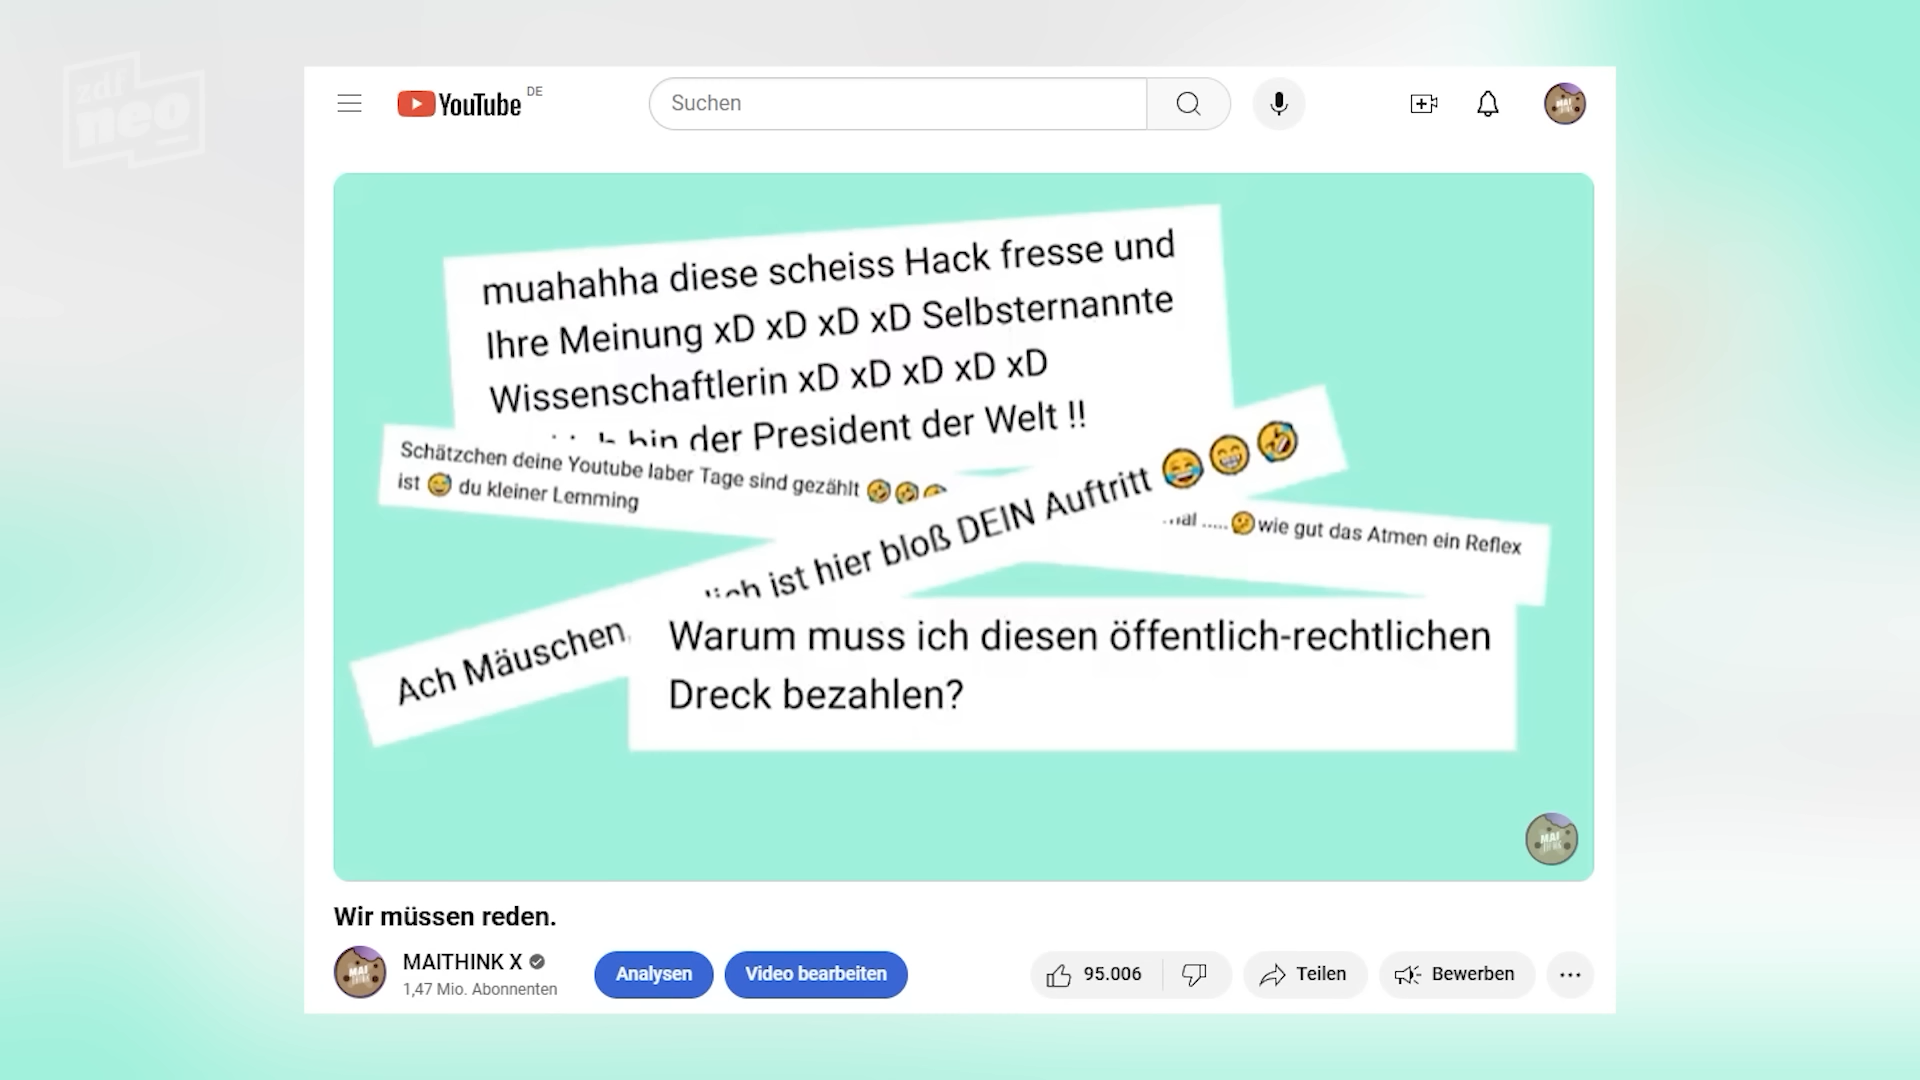 zdf
neo
YouTube DE
Suchen
muahahha diese scheiss Hack fresse und
Ihre Meinung xD xD xD xD Selbsternannte
Wissenschaftlerin xD xD xD xD xD
bin der President der Welt !!
Schätzchen deine Youtube laber Tage sind gezählt 🤣🤣
..... 🤔 wie gut das Atmen ein Reflex
ist 😅 du kleiner Lemming
Ach Mäuschen,
ist hier bloß DEIN Auftritt 😂😁🤣
Warum muss ich diesen öffentlich-rechtlichen
Dreck bezahlen?
MAI
Wir müssen reden.
MAITHINK X
1,47 Mio. Abonnenten
Analysen
Video bearbeiten
95.006
Teilen
Bewerben